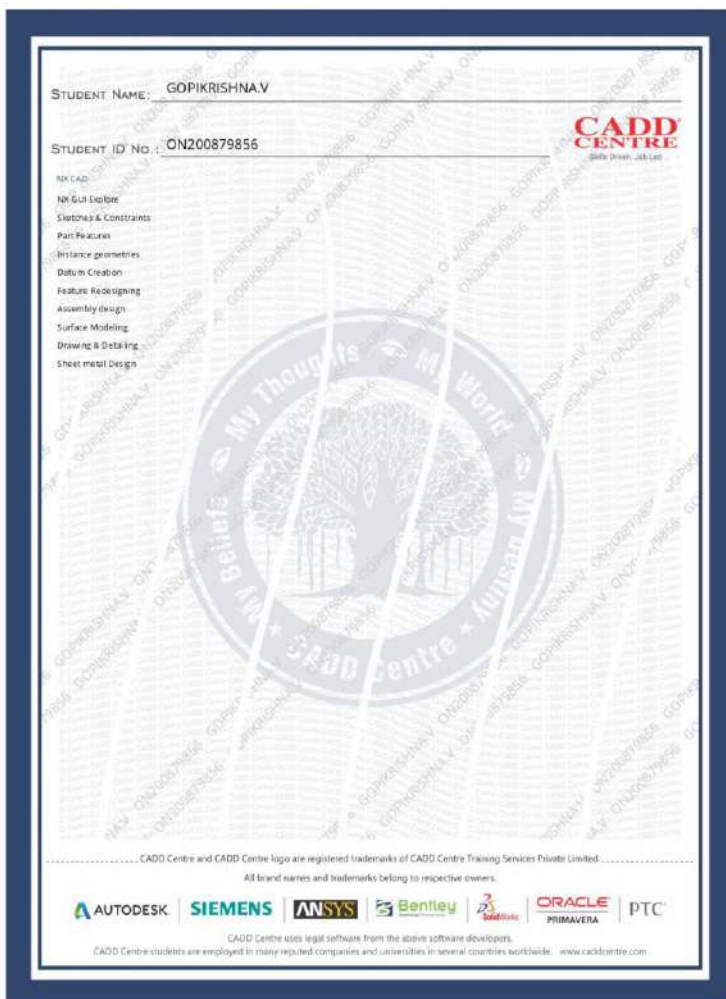 STUDENT NAME: GOPIKRISHNA.V
STUDENT ID NO.: ON200879856
CADD
CENTRE
Skills Driven, Job Led
NX CAD
NX GUI Explore
Sketches & Constraints
Part Features
Instance geometries
Datum Creation
Feature Redesigning
Assembly design
Surface Modeling
Drawing & Detailing
Sheet metal Design
My Beliefs My Thoughts My World My Destiny
CADD Centre
CADD Centre and CADD Centre logo are registered trademarks of CADD Centre Training Services Private Limited.
All brand names and trademarks belong to respective owners.
AUTODESK SIEMENS ANSYS Bentley SolidWorks ORACLE PRIMAVERA PTC
CADD Centre uses legal software from the above software developers.
CADD Centre students are employed in many reputed companies and universities in several countries worldwide. www.caddcentre.com